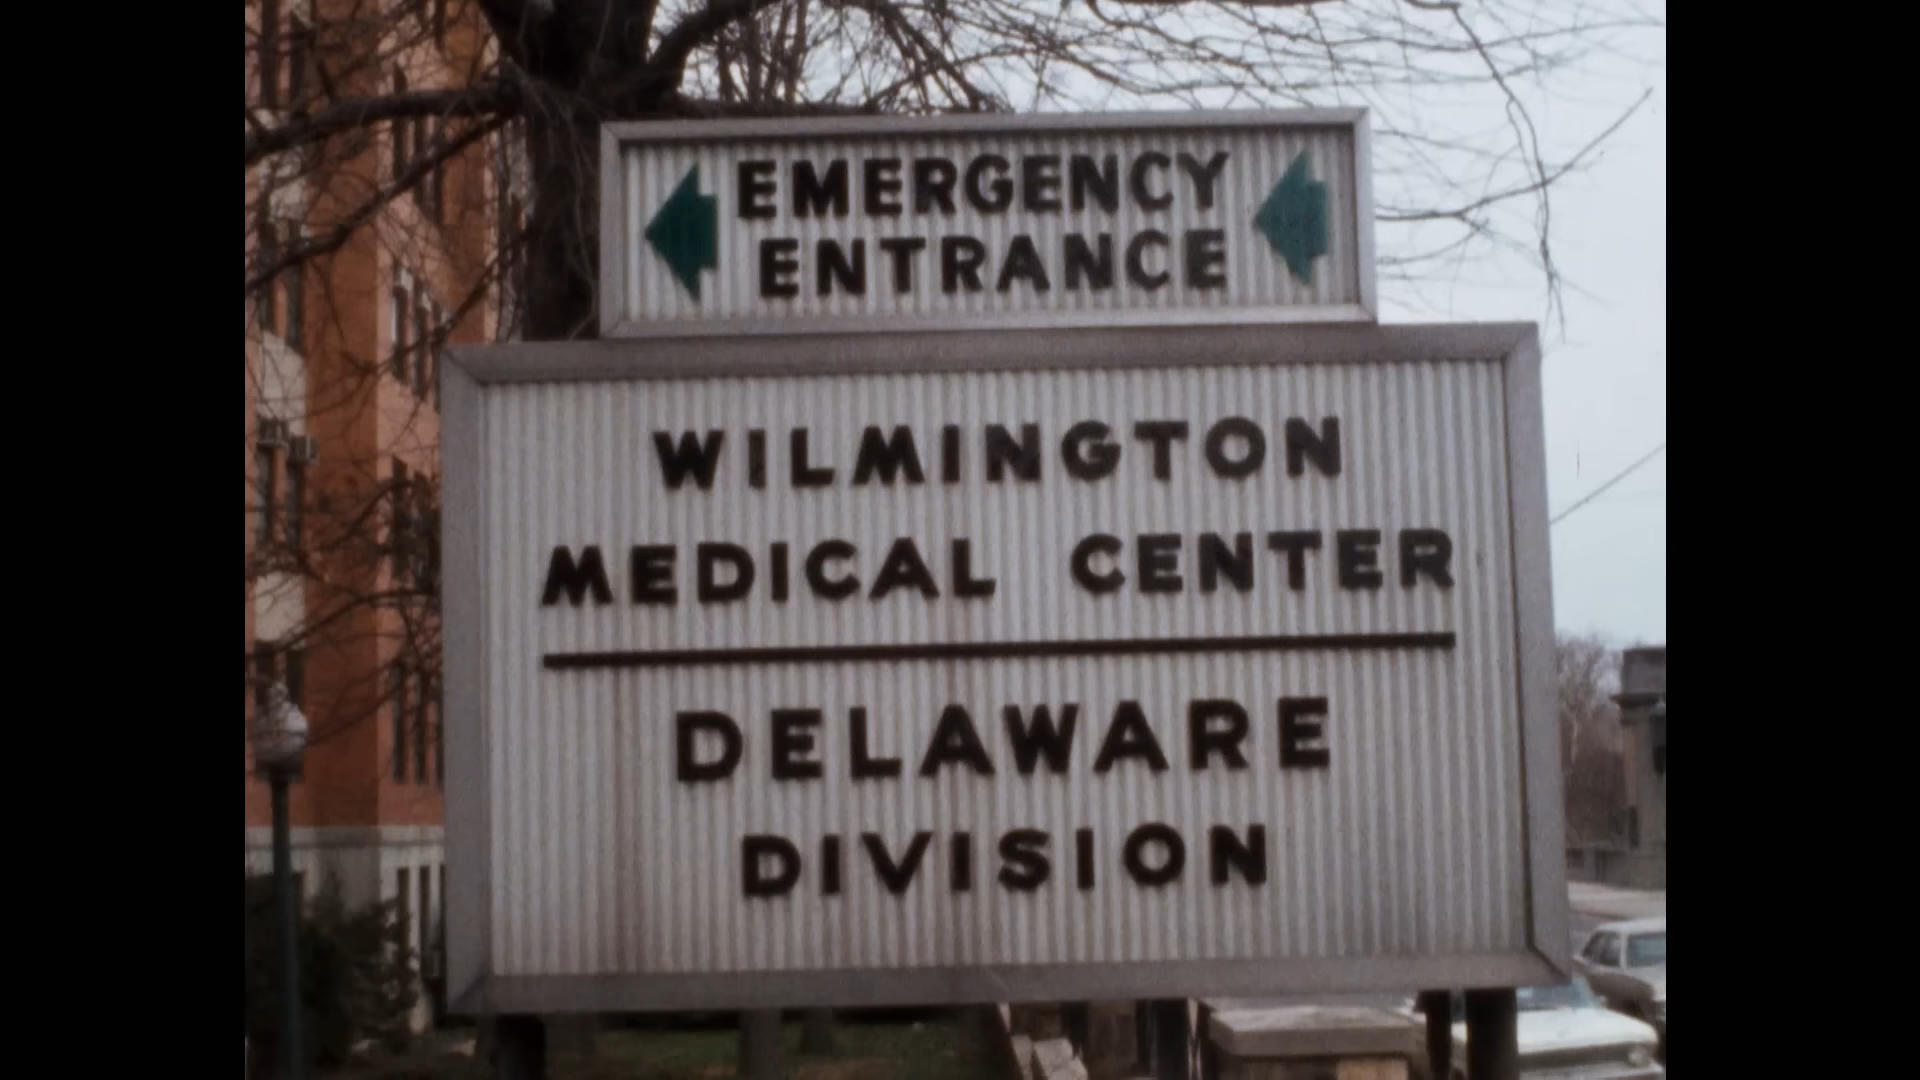 EMERGENCY
ENTRANCE
WILMINGTON
MEDICAL CENTER
DELAWARE
DIVISION